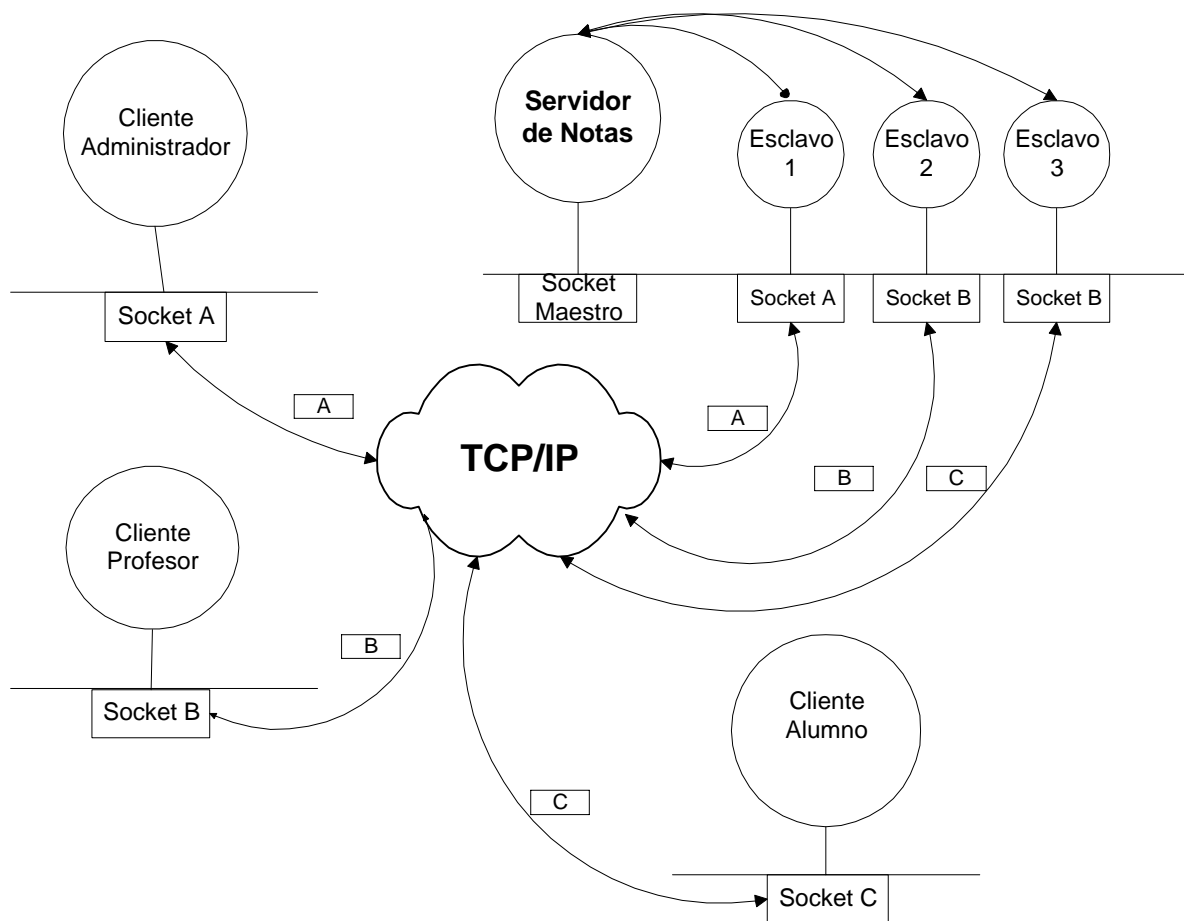 Cliente
Administrador
Servidor
de Notas
Esclavo
1
Esclavo
2
Esclavo
3
Socket A
Socket
Maestro
Socket A
Socket B
Socket B
A
A
TCP/IP
B
C
Cliente
Profesor
B
Socket B
Cliente
Alumno
C
Socket C